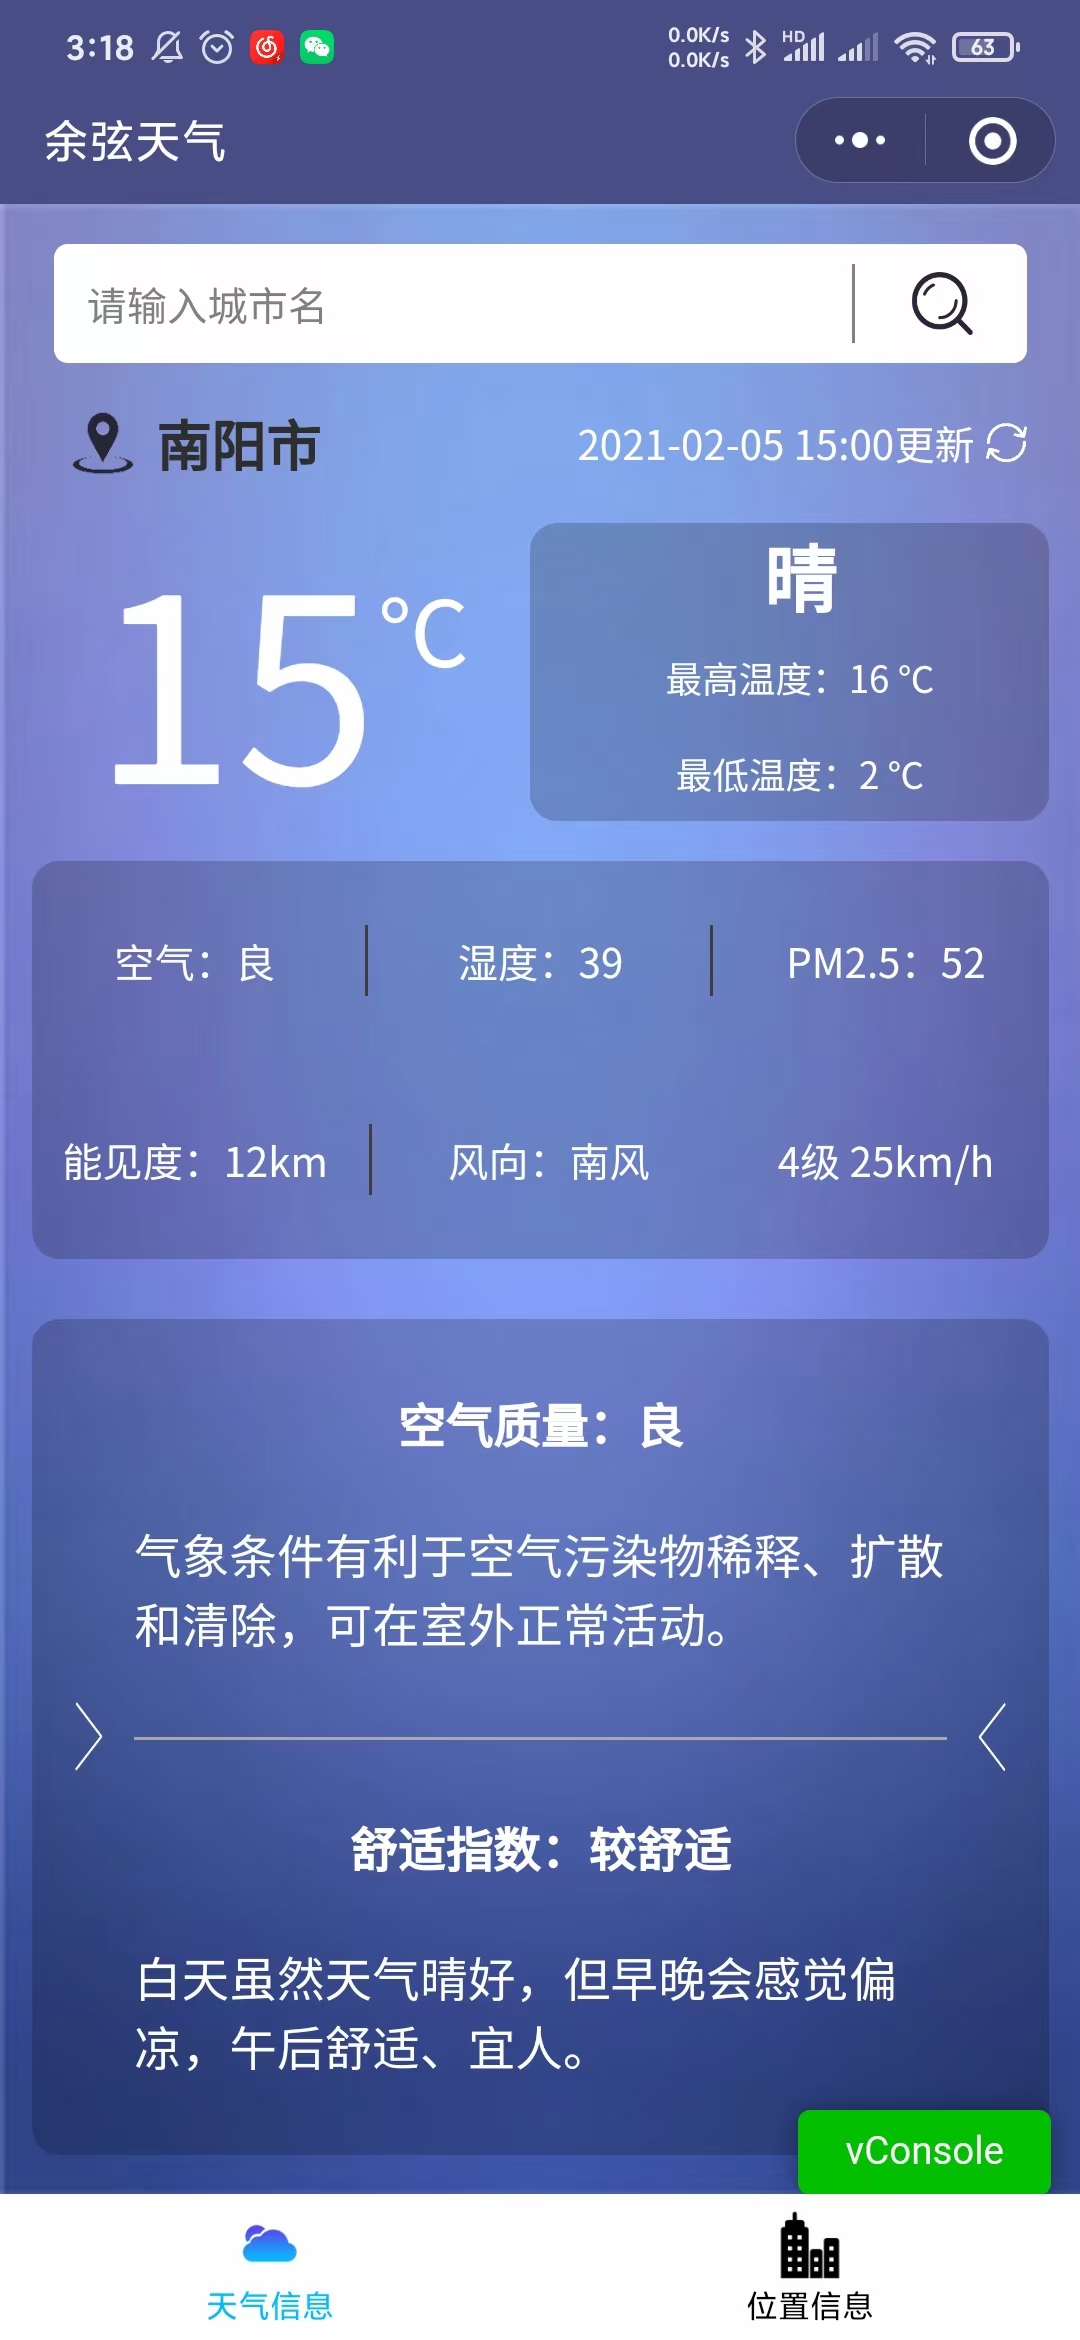 3:18
0.0K/s
0.0K/s
HD
63
余弦天气
请输入城市名
南阳市
2021-02-05 15:00更新
15℃
晴
最高温度：16 ℃
最低温度：2 ℃
空气：良
湿度：39
PM2.5：52
能见度：12km
风向：南风
4级 25km/h
空气质量：良
气象条件有利于空气污染物稀释、扩散
和清除，可在室外正常活动。
舒适指数：较舒适
白天虽然天气晴好，但早晚会感觉偏
凉，午后舒适、宜人。
vConsole
天气信息
位置信息